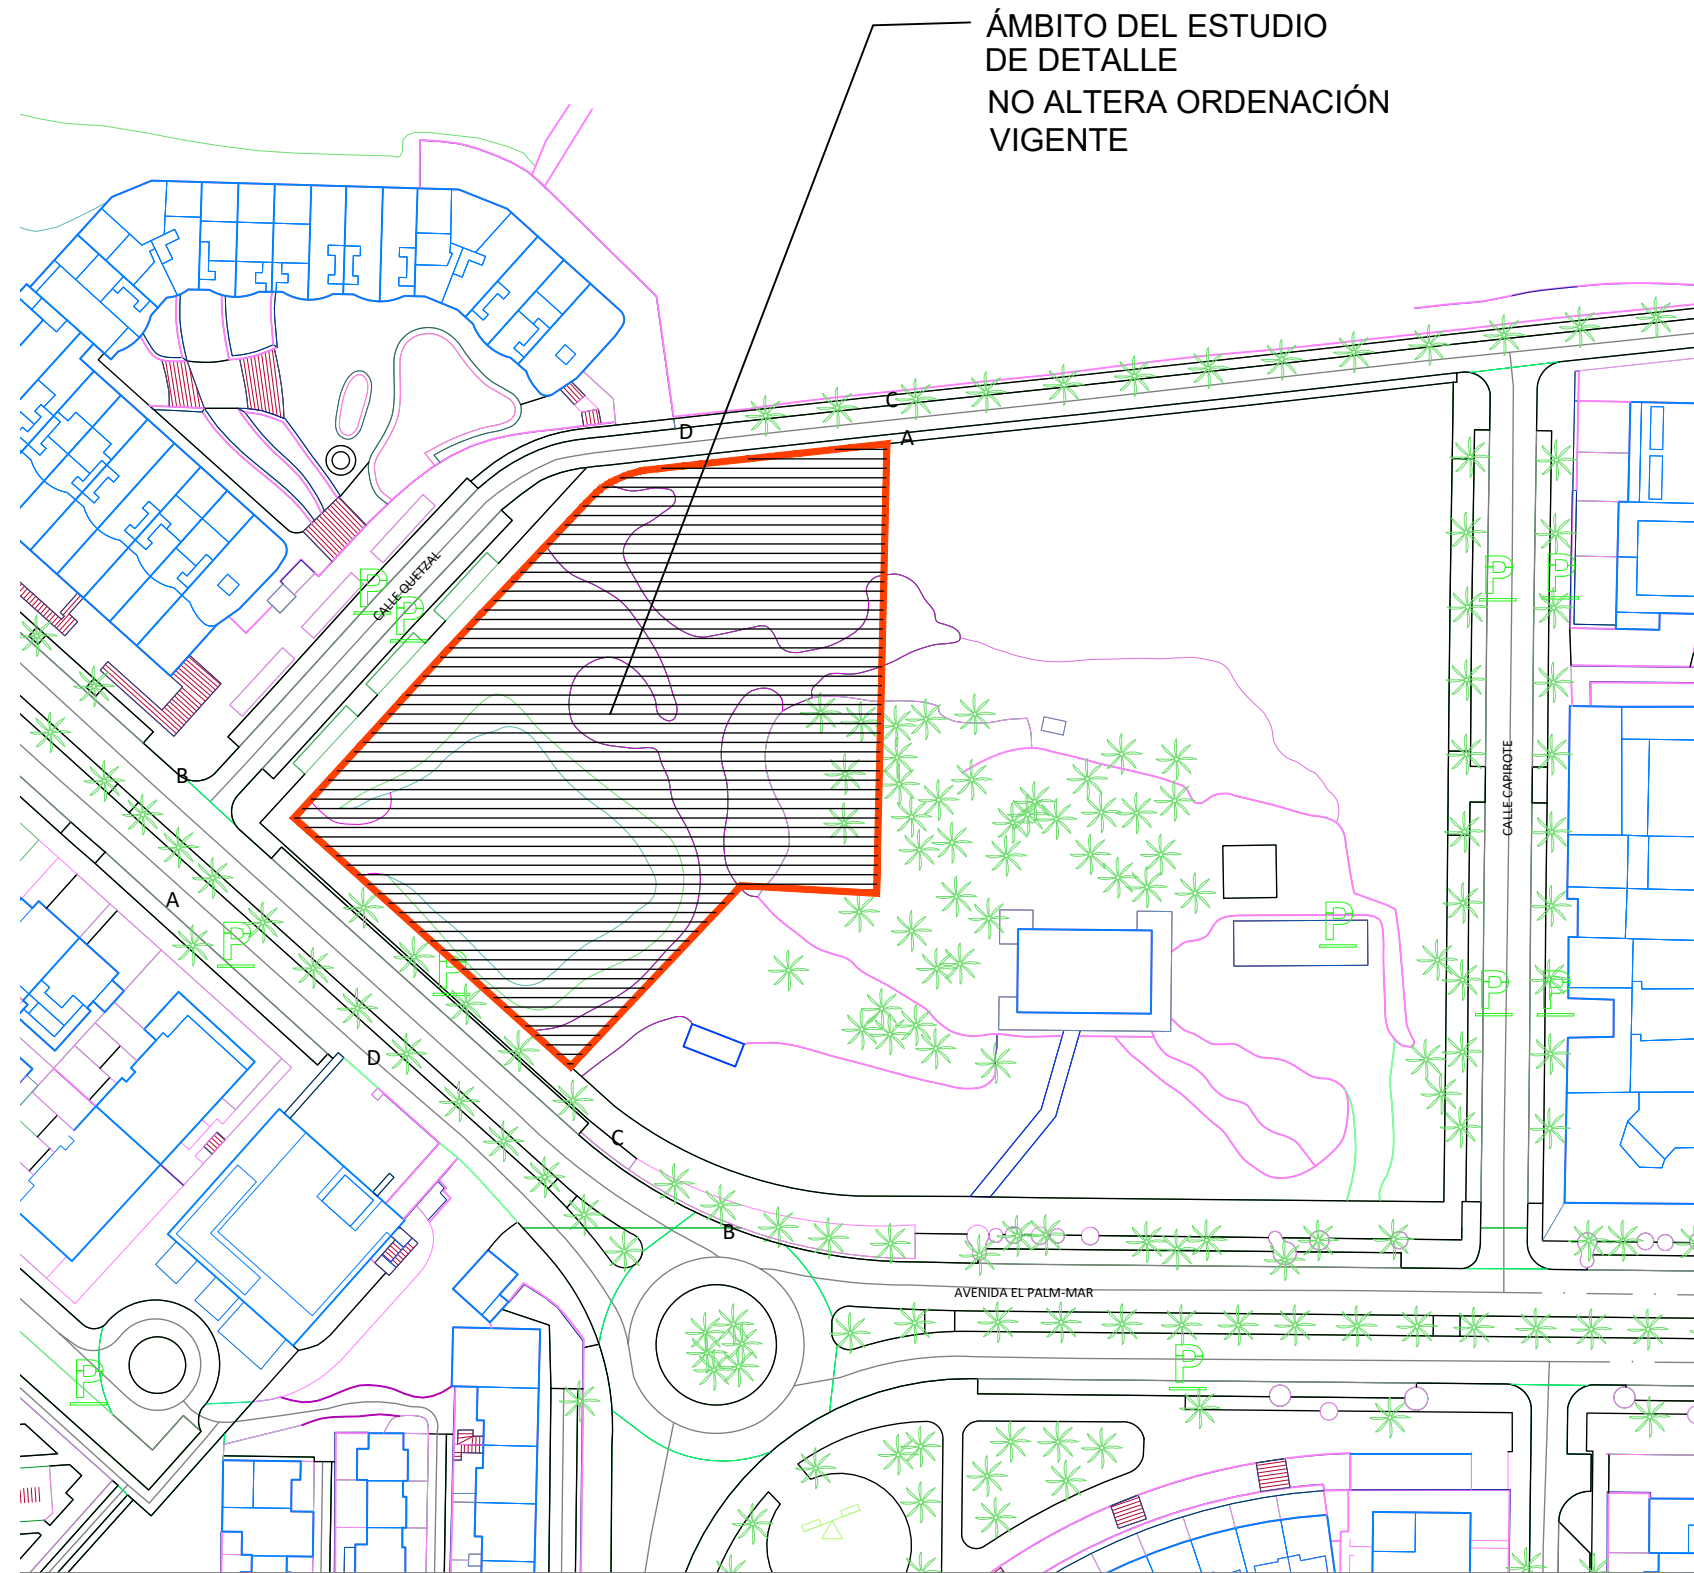 ÁMBITO DEL ESTUDIO
DE DETALLE
NO ALTERA ORDENACIÓN
VIGENTE
C
D
A
CALLE QUETZAL
P
P
P
P
B
CALLE CAPIROTE
A
P
P
P
P
P
D
C
B
AVENIDA EL PALM-MAR
P
P